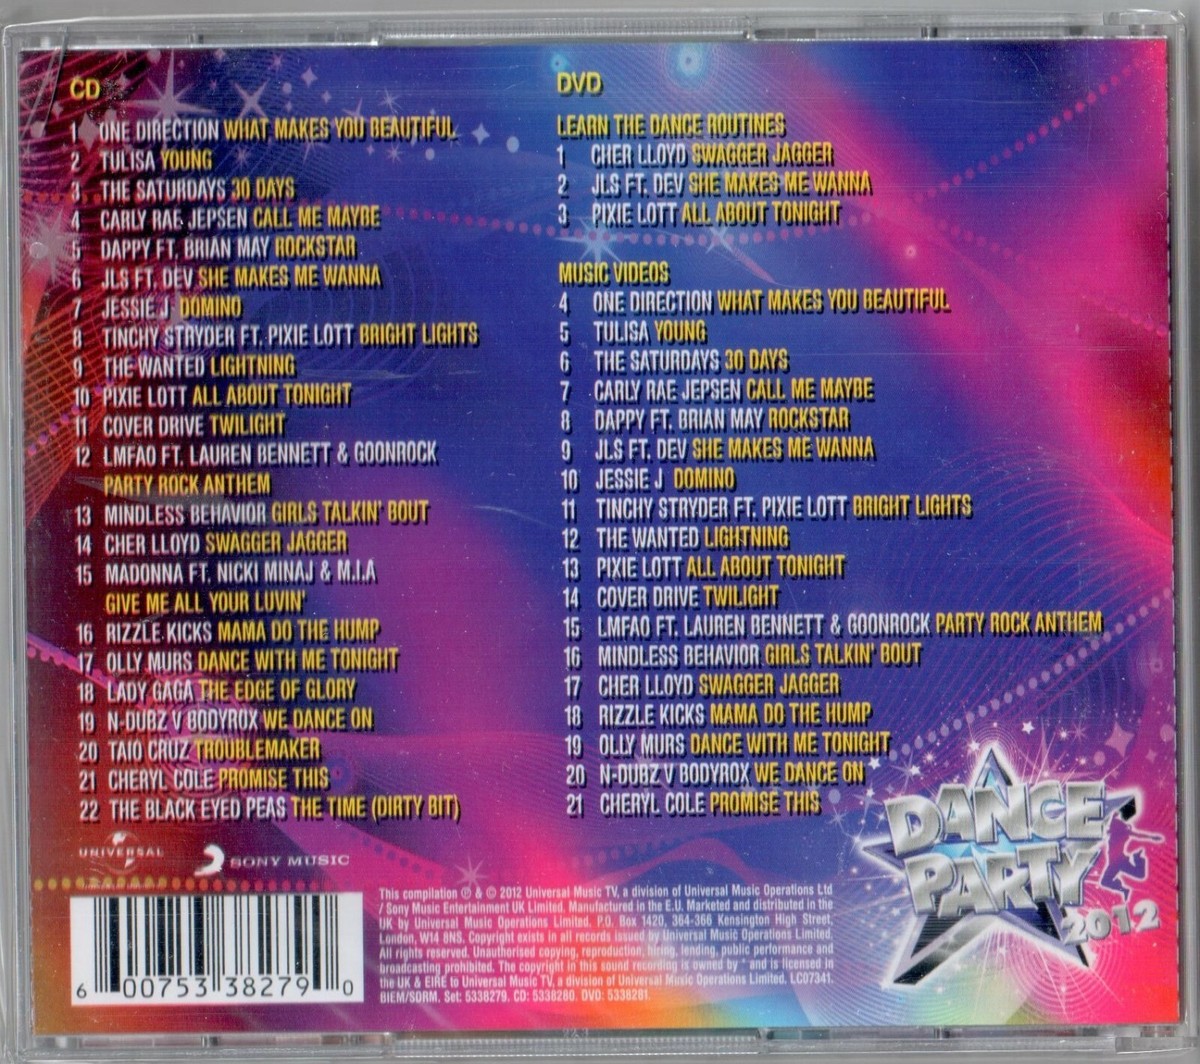 CD
1 ONE DIRECTION WHAT MAKES YOU BEAUTIFUL
2 TULISA YOUNG
3 THE SATURDAYS 30 DAYS
4 CARLY RAE JEPSEN CALL ME MAYBE
5 DAPPY FT. BRIAN MAY ROCKSTAR
6 JLS FT. DEV SHE MAKES ME WANNA
7 JESSIE J DOMINO
8 TINCHY STRYDER FT. PIXIE LOTT BRIGHT LIGHTS
9 THE WANTED LIGHTNING
10 PIXIE LOTT ALL ABOUT TONIGHT
11 COVER DRIVE TWILIGHT
12 LMFAO FT. LAUREN BENNETT & GOONROCK
PARTY ROCK ANTHEM
13 MINDLESS BEHAVIOR GIRLS TALKIN' BOUT
14 CHER LLOYD SWAGGER JAGGER
15 MADONNA FT. NICKI MINAJ & M.I.A
GIVE ME ALL YOUR LUVIN'
16 RIZZLE KICKS MAMA DO THE HUMP
17 OLLY MURS DANCE WITH ME TONIGHT
18 LADY GAGA THE EDGE OF GLORY
19 N-DUBZ V BODYROX WE DANCE ON
20 TAIO CRUZ TROUBLEMAKER
21 CHERYL COLE PROMISE THIS
22 THE BLACK EYED PEAS THE TIME (DIRTY BIT)
DVD
LEARN THE DANCE ROUTINES
1 CHER LLOYD SWAGGER JAGGER
2 JLS FT. DEV SHE MAKES ME WANNA
3 PIXIE LOTT ALL ABOUT TONIGHT
MUSIC VIDEOS
4 ONE DIRECTION WHAT MAKES YOU BEAUTIFUL
5 TULISA YOUNG
6 THE SATURDAYS 30 DAYS
7 CARLY RAE JEPSEN CALL ME MAYBE
8 DAPPY FT. BRIAN MAY ROCKSTAR
9 JLS FT. DEV SHE MAKES ME WANNA
10 JESSIE J DOMINO
11 TINCHY STRYDER FT. PIXIE LOTT BRIGHT LIGHTS
12 THE WANTED LIGHTNING
13 PIXIE LOTT ALL ABOUT TONIGHT
14 COVER DRIVE TWILIGHT
15 LMFAO FT. LAUREN BENNETT & GOONROCK PARTY ROCK ANTHEM
16 MINDLESS BEHAVIOR GIRLS TALKIN' BOUT
17 CHER LLOYD SWAGGER JAGGER
18 RIZZLE KICKS MAMA DO THE HUMP
19 OLLY MURS DANCE WITH ME TONIGHT
20 N-DUBZ V BODYROX WE DANCE ON
21 CHERYL COLE PROMISE THIS
DANCE
PARTY
2012
UNIVERSAL
SONY MUSIC
6 00753 38279 0
This compilation ℗ & © 2012 Universal Music TV, a division of Universal Music Operations Ltd
/ Sony Music Entertainment UK Limited. Manufactured in the E.U. Marketed and distributed in the
UK by Universal Music Operations Limited. P.O. Box 1420, 364-366 Kensington High Street,
London, W14 8NS. Copyright exists in all records issued by Universal Music Operations Limited.
All rights reserved. Unauthorised copying, reproduction, hiring, lending, public performance and
broadcasting prohibited. The copyright in this sound recording is owned by * and is licensed in
the UK & EIRE to Universal Music TV, a division of Universal Music Operations Limited. LC07341.
BIEM/SDRM. Set: 5338279. CD: 5338280. DVD: 5338281.